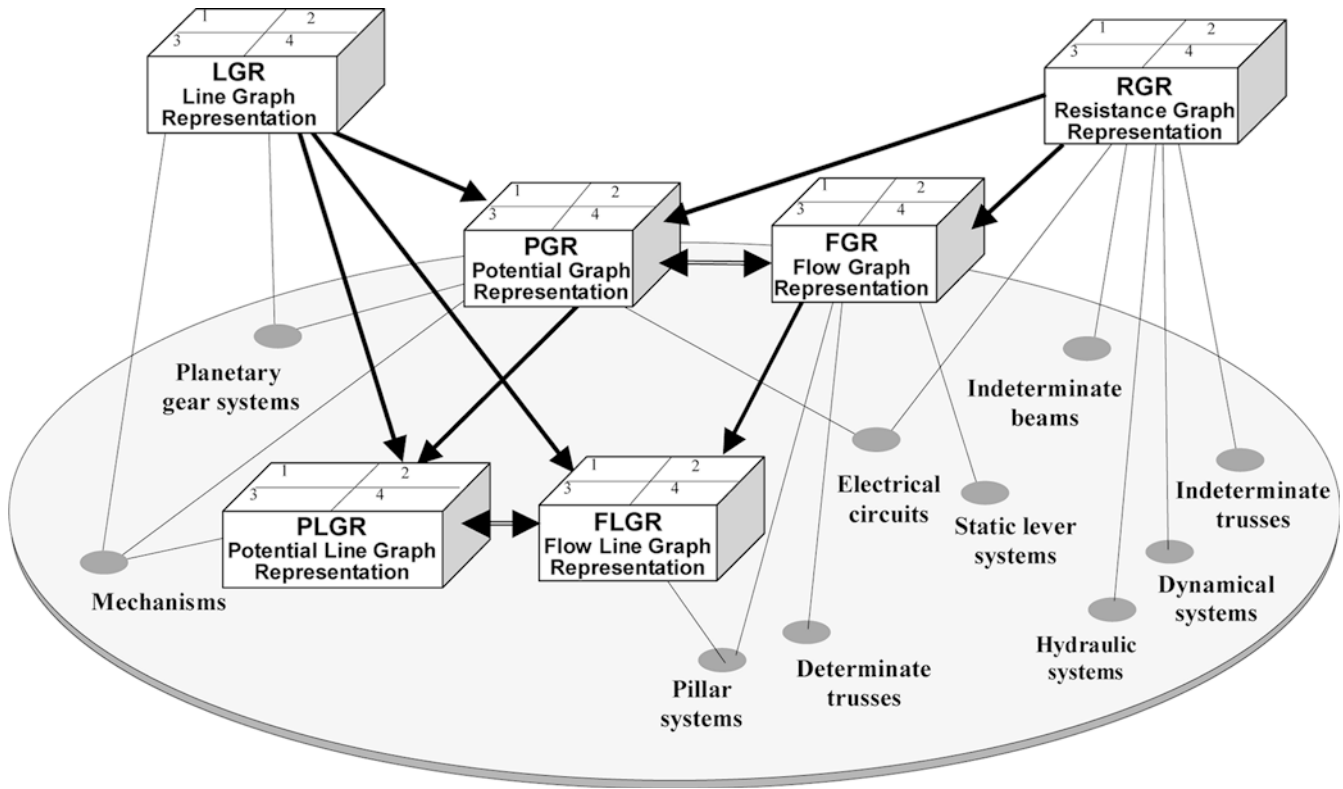 1 2
3 4
LGR
Line Graph
Representation
1 2
3 4
RGR
Resistance Graph
Representation
1 2
3 4
PGR
Potential Graph
Representation
1 2
3 4
FGR
Flow Graph
Representation
Planetary
gear systems
Indeterminate
beams
1 2
3 4
PLGR
Potential Line Graph
Representation
1 2
3 4
FLGR
Flow Line Graph
Representation
Electrical
circuits
Static lever
systems
Indeterminate
trusses
Mechanisms
Dynamical
systems
Hydraulic
systems
Determinate
trusses
Pillar
systems